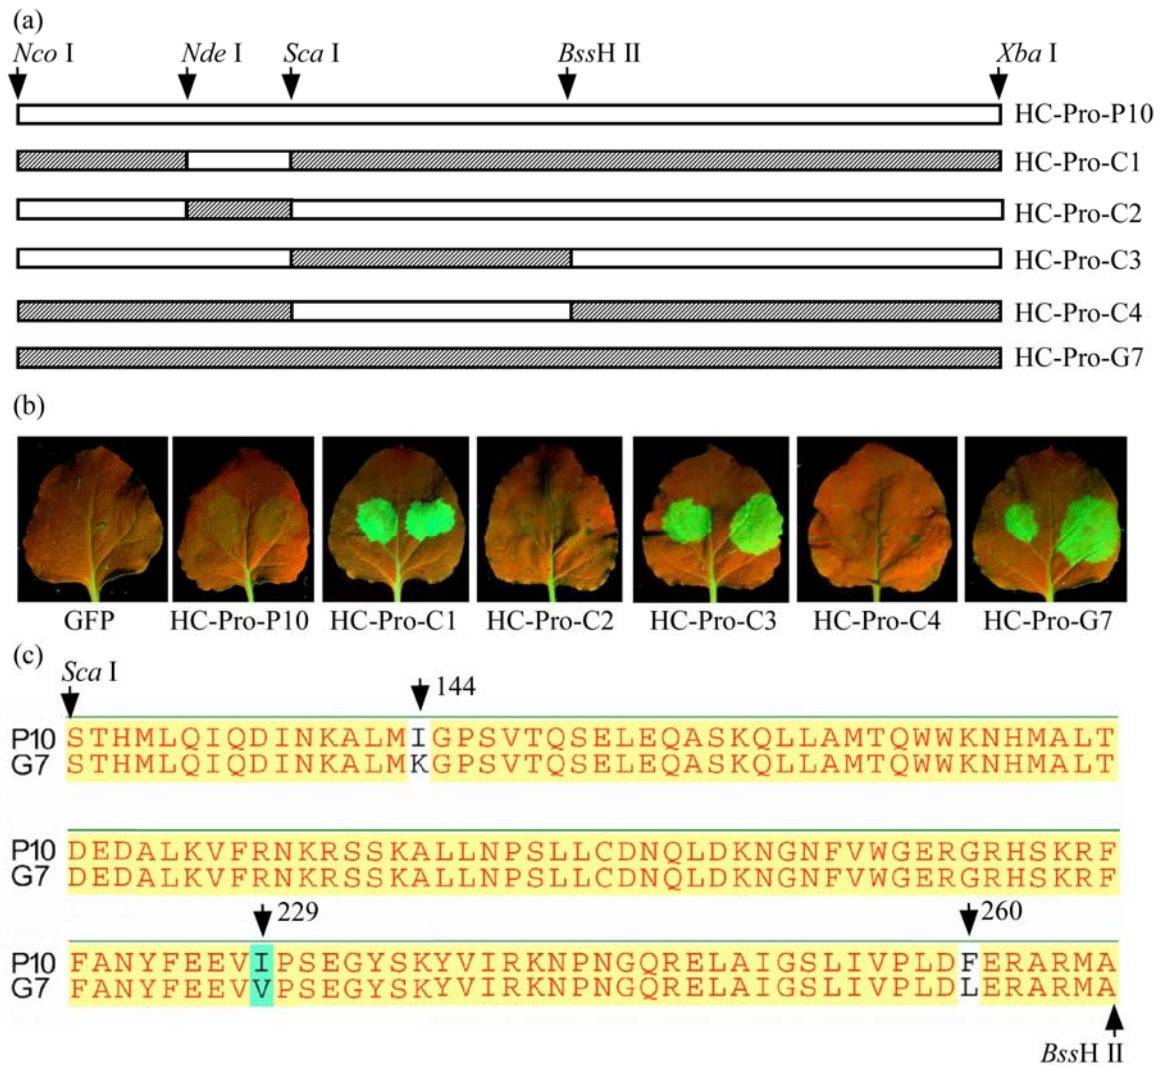 (a)
Nco I Nde I Sca I BssH II Xba I
HC-Pro-P10
HC-Pro-C1
HC-Pro-C2
HC-Pro-C3
HC-Pro-C4
HC-Pro-G7
(b)
GFP HC-Pro-P10 HC-Pro-C1 HC-Pro-C2 HC-Pro-C3 HC-Pro-C4 HC-Pro-G7
(c)
Sca I
144
P10 STHMLQIQDINKALMIGPSVTQSELEQASKQLLAMTQWWKNHMALT
G7 STHMLQIQDINKALMKGPSVTQSELEQASKQLLAMTQWWKNHMALT
P10 DEDALKVFRNKRSSKALLNPSLLCDNQLDKNGNFVWGERGRHSKRF
G7 DEDALKVFRNKRSSKALLNPSLLCDNQLDKNGNFVWGERGRHSKRF
229 260
P10 FANYFEEVIPSEGYSKYVIRKNPNGQRELAIGSLIVPLDFERARMA
G7 FANYFEEVVPSEGYSKYVIRKNPNGQRELAIGSLIVPLDLERARMA
BssH II